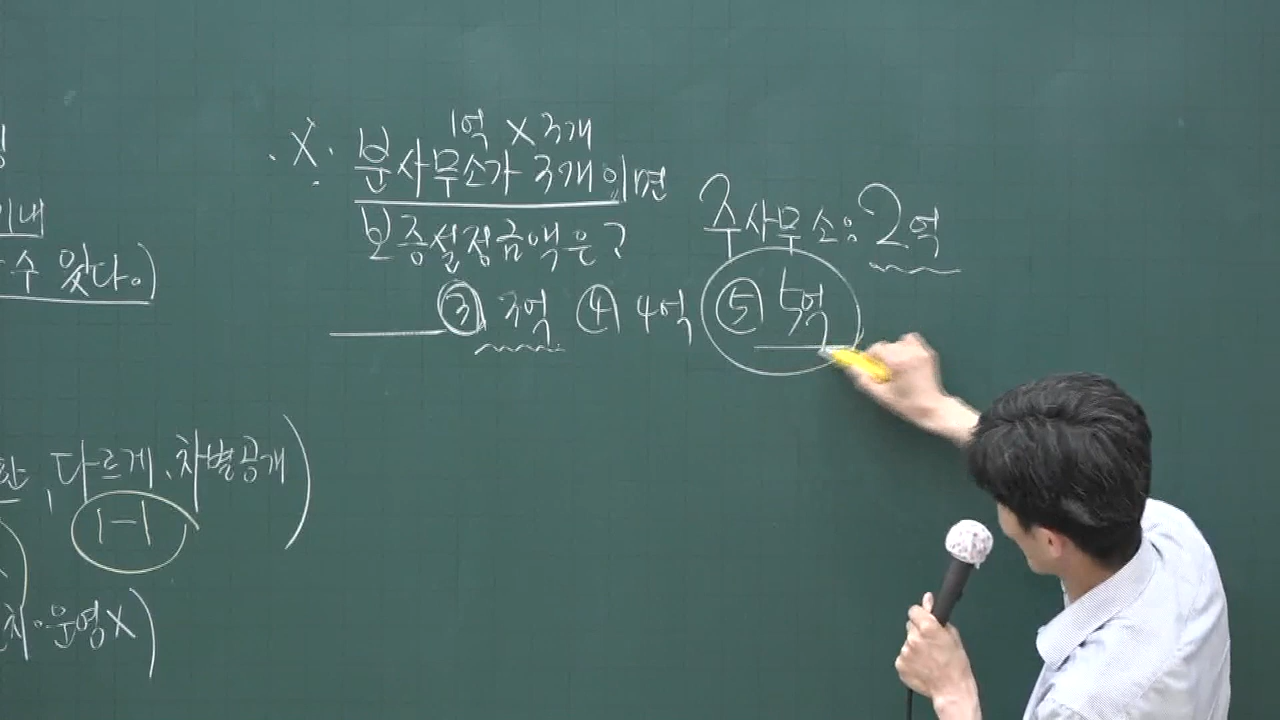 1억 X 3개
.X. 분사무소가 3개 있면
보증설정금액은?
주사무소: 2억
③ 3억 ④ 4억 ⑤ 5억
이내
수 있다.)
, 다르게, 차별공개)
1-1
치·운영X)